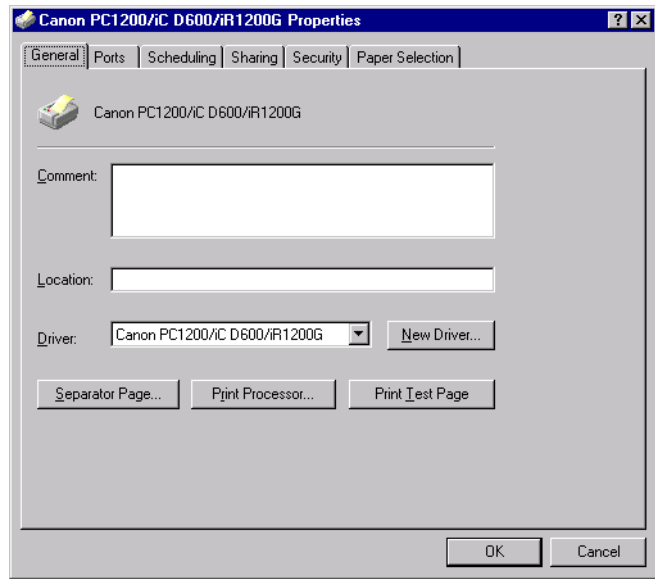 Canon PC1200/iC D600/iR1200G Properties
General Ports Scheduling Sharing Security Paper Selection
Canon PC1200/iC D600/iR1200G
Comment:
Location:
Driver: Canon PC1200/iC D600/iR1200G New Driver...
Separator Page... Print Processor... Print Test Page
OK Cancel